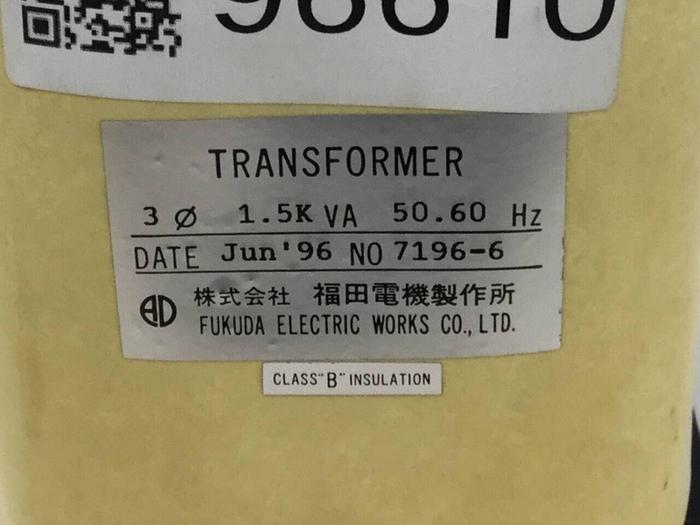 TRANSFORMER
3 Ø 1.5K VA 50.60 Hz
DATE Jun'96 NO 7196-6
株式会社 福田電機製作所
FUKUDA ELECTRIC WORKS CO., LTD.
CLASS "B" INSULATION